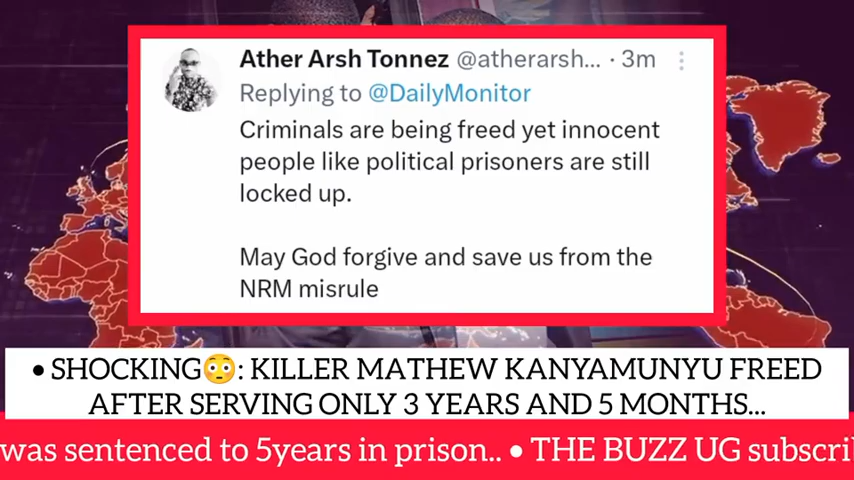 Ather Arsh Tonnez @atherarsh... · 3m
Replying to @DailyMonitor
Criminals are being freed yet innocent
people like political prisoners are still
locked up.
May God forgive and save us from the
NRM misrule
• SHOCKING😳: KILLER MATHEW KANYAMUNYU FREED
AFTER SERVING ONLY 3 YEARS AND 5 MONTHS...
was sentenced to 5years in prison.. • THE BUZZ UG subscri